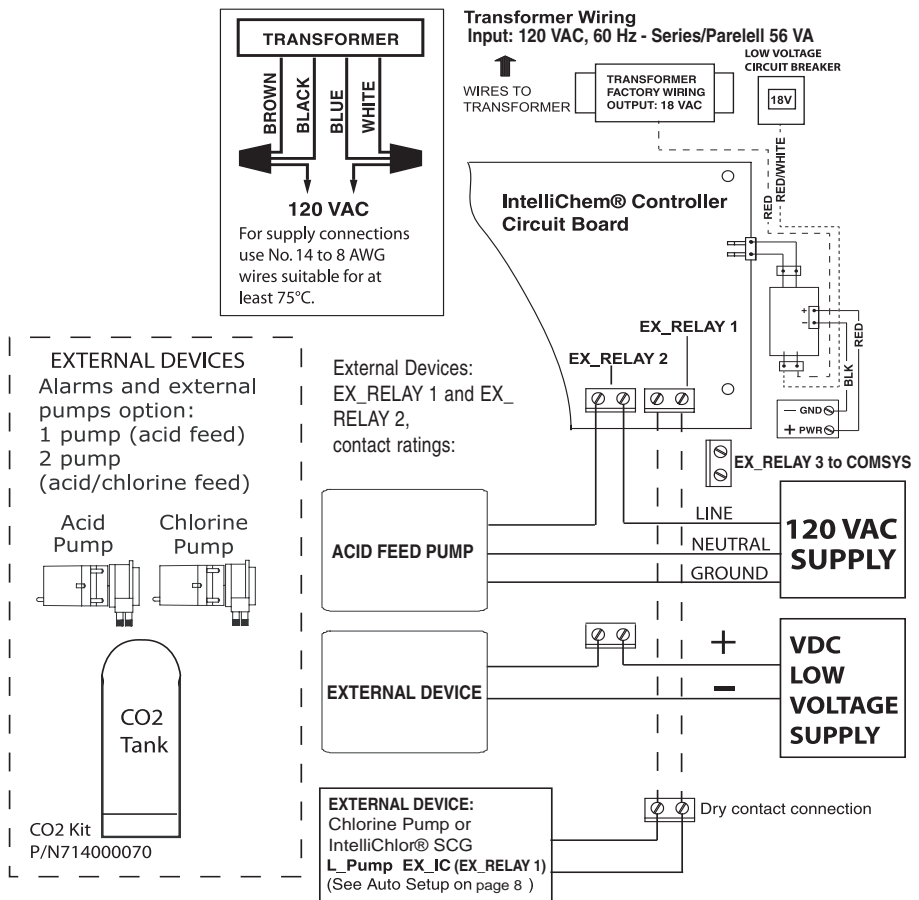 TRANSFORMER
BROWN
BLACK
BLUE
WHITE
120 VAC
For supply connections
use No. 14 to 8 AWG
wires suitable for at
least 75°C.
Transformer Wiring
Input: 120 VAC, 60 Hz - Series/Parelell 56 VA
WIRES TO
TRANSFORMER
TRANSFORMER
FACTORY WIRING
OUTPUT: 18 VAC
LOW VOLTAGE
CIRCUIT BREAKER
18V
RED
RED/WHITE
IntelliChem® Controller
Circuit Board
+
−
RED
BLK
− GND
+ PWR
EX_RELAY 1
EX_RELAY 2
EX_RELAY 3 to COMSYS
EXTERNAL DEVICES
Alarms and external
pumps option:
1 pump (acid feed)
2 pump
(acid/chlorine feed)
Acid
Pump
Chlorine
Pump
CO2
Tank
CO2 Kit
P/N714000070
External Devices:
EX_RELAY 1 and EX_
RELAY 2,
contact ratings:
ACID FEED PUMP
LINE
NEUTRAL
GROUND
120 VAC
SUPPLY
EXTERNAL DEVICE
+
−
VDC
LOW
VOLTAGE
SUPPLY
EXTERNAL DEVICE:
Chlorine Pump or
IntelliChlor® SCG
L_Pump EX_IC (EX_RELAY 1)
(See Auto Setup on page 8 )
Dry contact connection